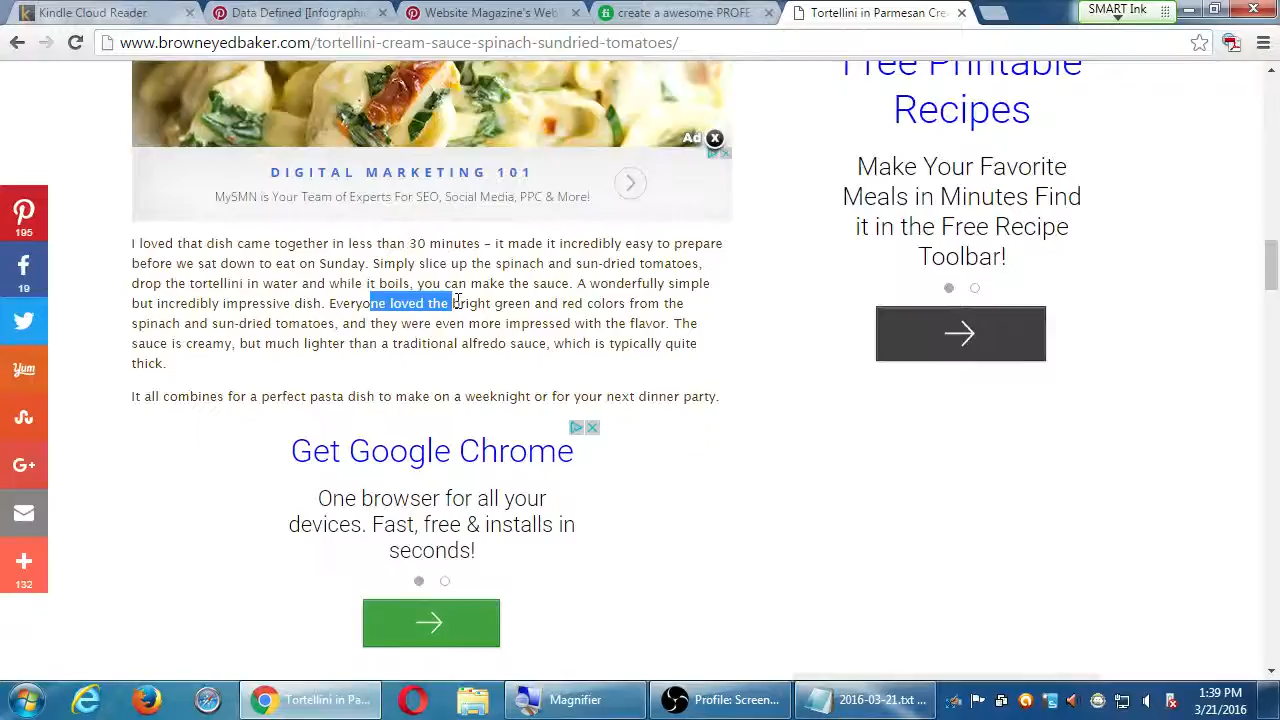 Kindle Cloud Reader
Data Defined [Infographi
Website Magazine's Web
create a awesome PROFE
Tortellini in Parmesan Cre
SMART Ink
www.browneyedbaker.com/tortellini-cream-sauce-spinach-sundried-tomatoes/
Ad X
DIGITAL MARKETING 101
MySMN is Your Team of Experts For SEO, Social Media, PPC & More!
I loved that dish came together in less than 30 minutes – it made it incredibly easy to prepare
before we sat down to eat on Sunday. Simply slice up the spinach and sun-dried tomatoes,
drop the tortellini in water and while it boils, you can make the sauce. A wonderfully simple
but incredibly impressive dish. Everyone loved the bright green and red colors from the
spinach and sun-dried tomatoes, and they were even more impressed with the flavor. The
sauce is creamy, but much lighter than a traditional alfredo sauce, which is typically quite
thick.
It all combines for a perfect pasta dish to make on a weeknight or for your next dinner party.
Get Google Chrome
One browser for all your
devices. Fast, free & installs in
seconds!
Free Printable
Recipes
Make Your Favorite
Meals in Minutes Find
it in the Free Recipe
Toolbar!
195
19
Yum
G+
132
Tortellini in Pa...
Magnifier
Profile: Screen...
2016-03-21.txt ...
1:39 PM
3/21/2016